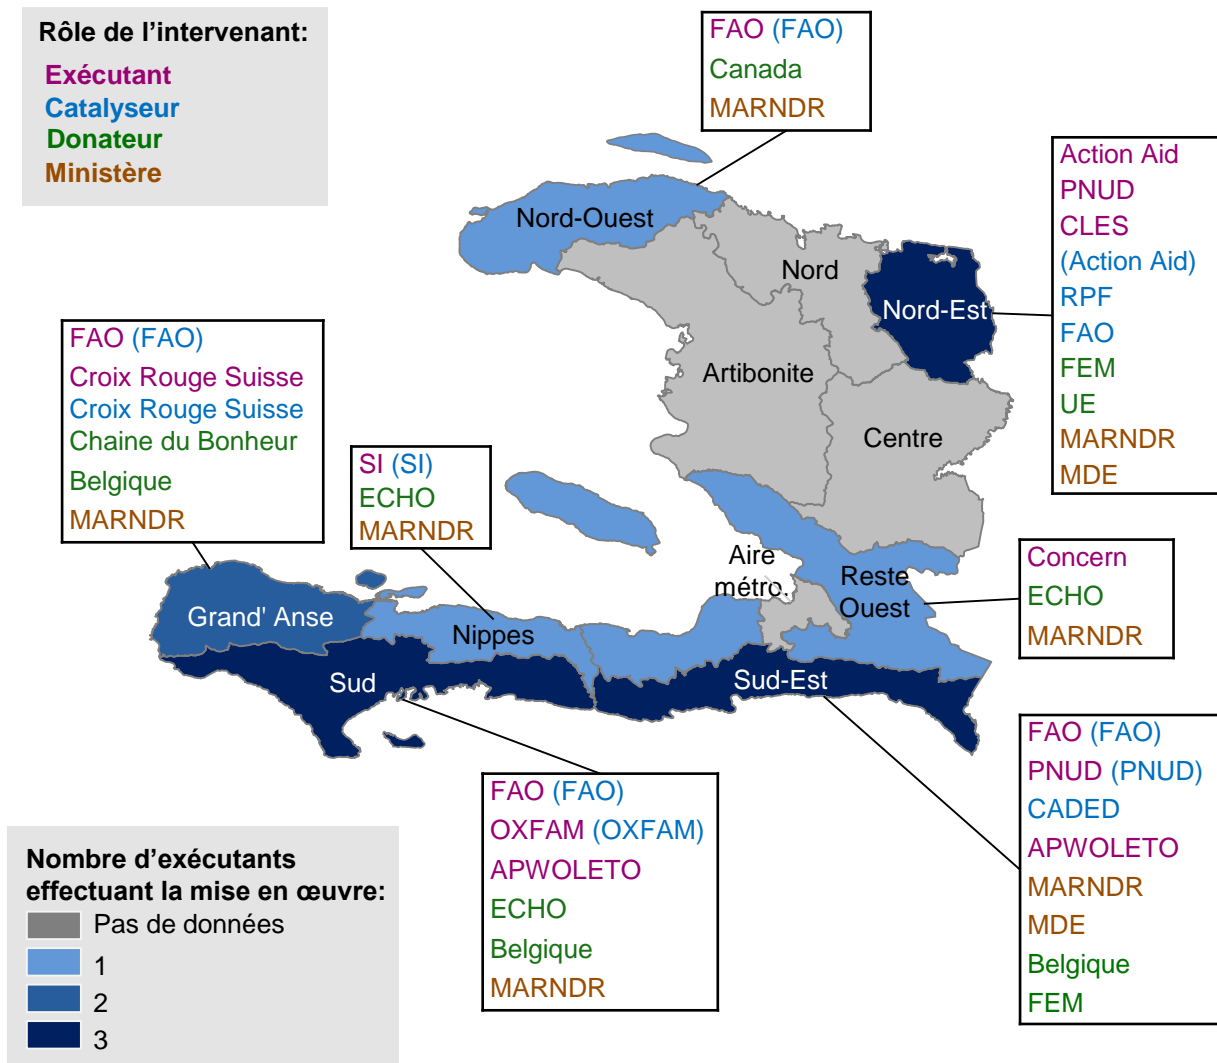 Rôle de l’intervenant:
Exécutant
Catalyseur
Donateur
Ministère
FAO (FAO)
Canada
MARNDR
Action Aid
PNUD
CLES
(Action Aid)
RPF
FAO
FEM
UE
MARNDR
MDE
Nord-Ouest
Nord
Nord-Est
Artibonite
Centre
FAO (FAO)
Croix Rouge Suisse
Croix Rouge Suisse
Chaine du Bonheur
Belgique
MARNDR
SI (SI)
ECHO
MARNDR
Aire
métro.
Reste
Ouest
Concern
ECHO
MARNDR
Grand' Anse
Nippes
Sud
Sud-Est
FAO (FAO)
OXFAM (OXFAM)
APWOLETO
ECHO
Belgique
MARNDR
FAO (FAO)
PNUD (PNUD)
CADED
APWOLETO
MARNDR
MDE
Belgique
FEM
Nombre d’exécutants
effectuant la mise en œuvre:
Pas de données
1
2
3